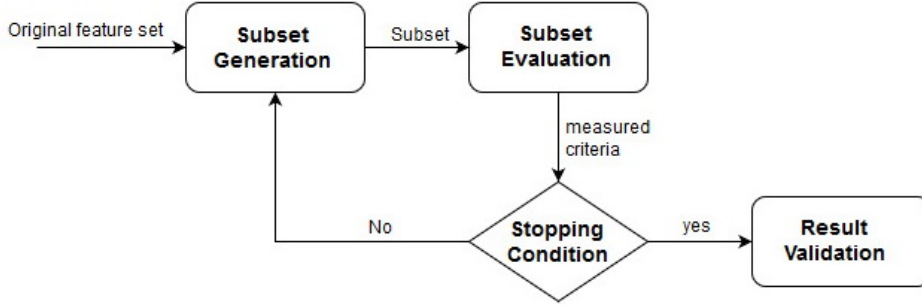 Original feature set
Subset
Generation
Subset
Subset
Evaluation
measured
criteria
Stopping
Condition
No
yes
Result
Validation